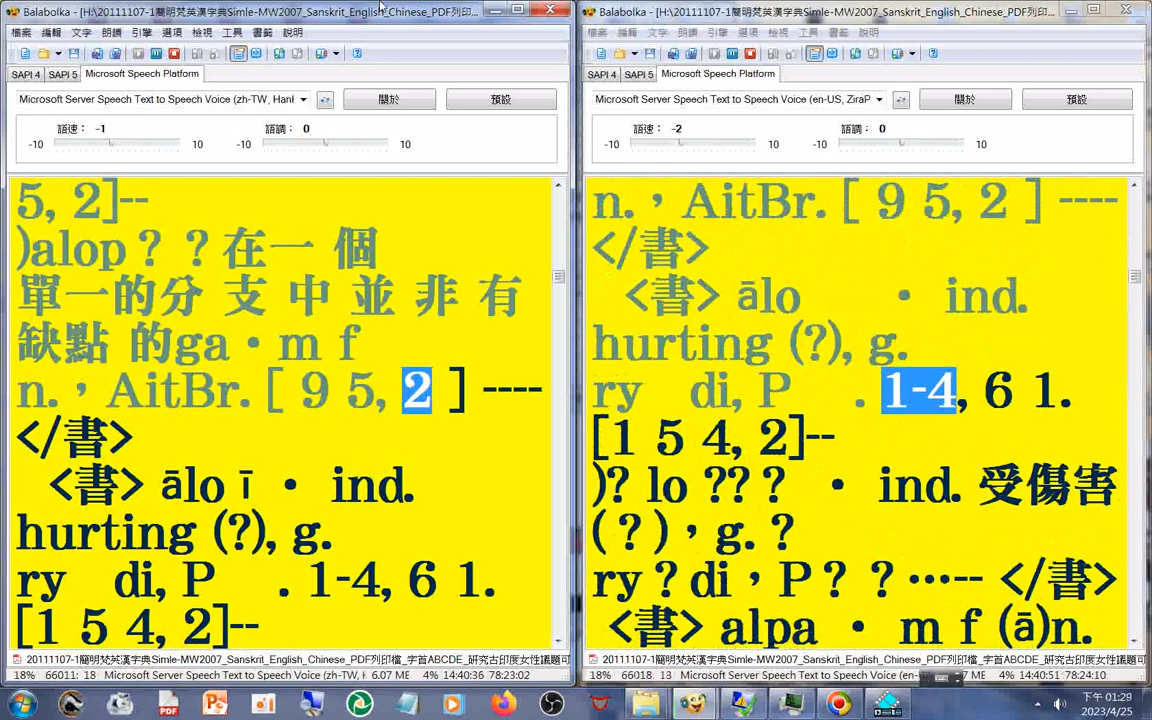 Balabolka - [H:\20111107-1簡明梵英漢字典Simle-MW2007_Sanskrit_English_Chinese_PDF列印...
檔案 編輯 文字 朗讀 引擎 選項 檢視 工具 書籤 說明
SAPI 4 SAPI 5 Microsoft Speech Platform
Microsoft Server Speech Text to Speech Voice (zh-TW, HanH 關於 預設
語速： -1 語調： 0
-10 10 -10 10
5, 2]--
)alop？？在一 個
單一的分 支 中 並 非 有
缺點 的ga・m f
n.，AitBr. [ 9 5, 2 ] ----
</書>
<書> ālo ī ・ ind.
hurting (?), g.
ry di, P . 1-4, 6 1.
[1 5 4, 2]--
20111107-1簡明梵英漢字典Simle-MW2007_Sanskrit_English_Chinese_PDF列印檔_字首ABCDE_研究古印度女性議題可
18% 66011: 18 Microsoft Server Speech Text to Speech Voice (zh-TW, H 6.07 ME 4% 14:40:36 78:23:02
Balabolka - [H:\20111107-1簡明梵英漢字典Simle-MW2007_Sanskrit_English_Chinese_PDF列印...
檔案 編輯 文字 朗讀 引擎 選項 檢視 工具 書籤 說明
SAPI 4 SAPI 5 Microsoft Speech Platform
Microsoft Server Speech Text to Speech Voice (en-US, ZiraP 關於 預設
語速： -2 語調： 0
-10 10 -10 10
n.，AitBr. [ 9 5, 2 ] ----
</書>
<書> ālo ・ ind.
hurting (?), g.
ry di, P . 1-4, 6 1.
[1 5 4, 2]--
)? lo ??？ ・ ind. 受傷害
(？)，g.？
ry？di，P？？…-- </書>
<書> alpa ・ m f (ā)n.
20111107-1簡明梵英漢字典Simle-MW2007_Sanskrit_English_Chinese_PDF列印檔_字首ABCDE_研究古印度女性議題可
18% 66018 13 Microsoft Server Speech Text to Speech Voice ME 4% 14:40:51 78:24:10
下午 01:29
2023/4/25